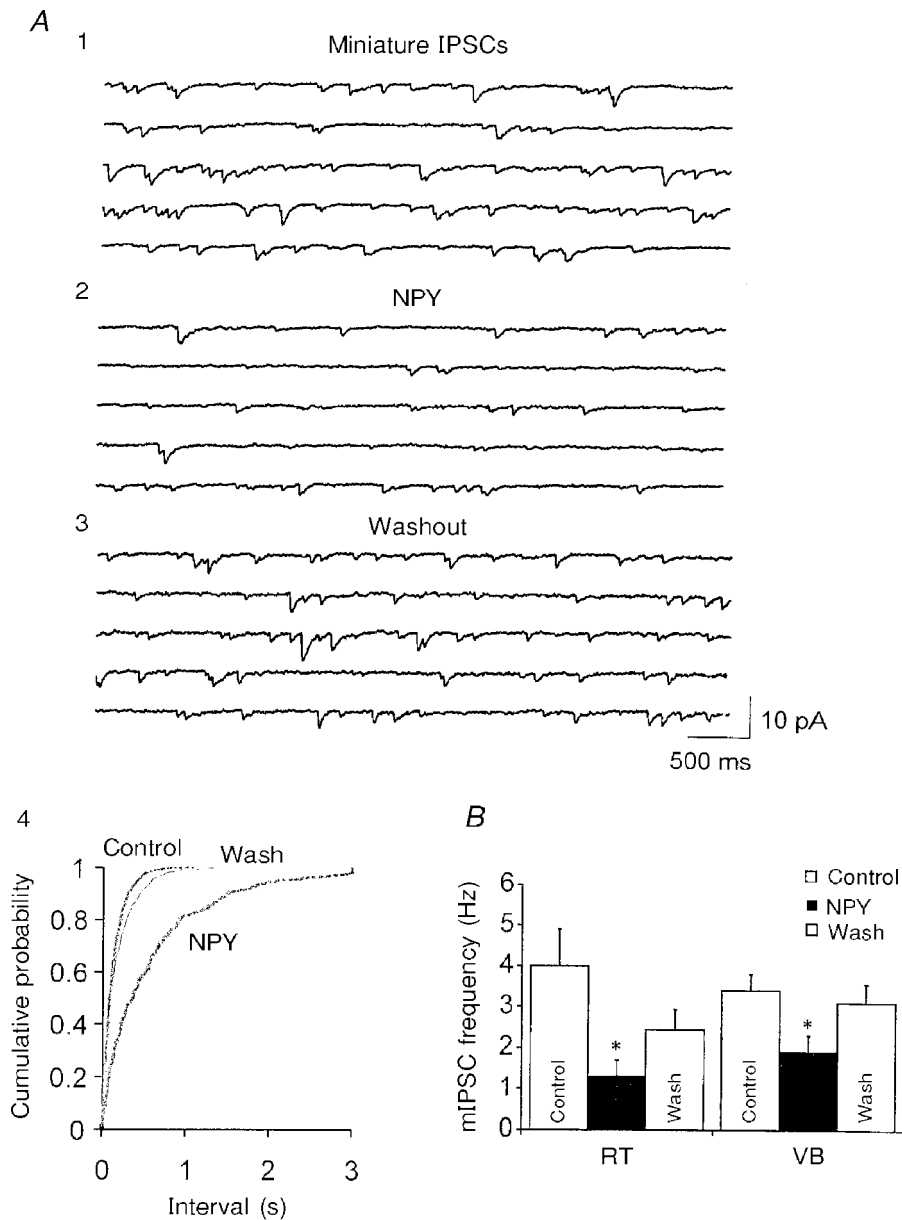 A
1
Miniature IPSCs
2
NPY
3
Washout
10 pA
500 ms
4
Control
Wash
NPY
Cumulative probability
1
0.8
0.6
0.4
0.2
0
0 1 2 3
Interval (s)
B
mIPSC frequency (Hz)
6
5
4
3
2
1
0
Control
NPY
Wash
*
*
Control
Wash
Control
Wash
RT VB